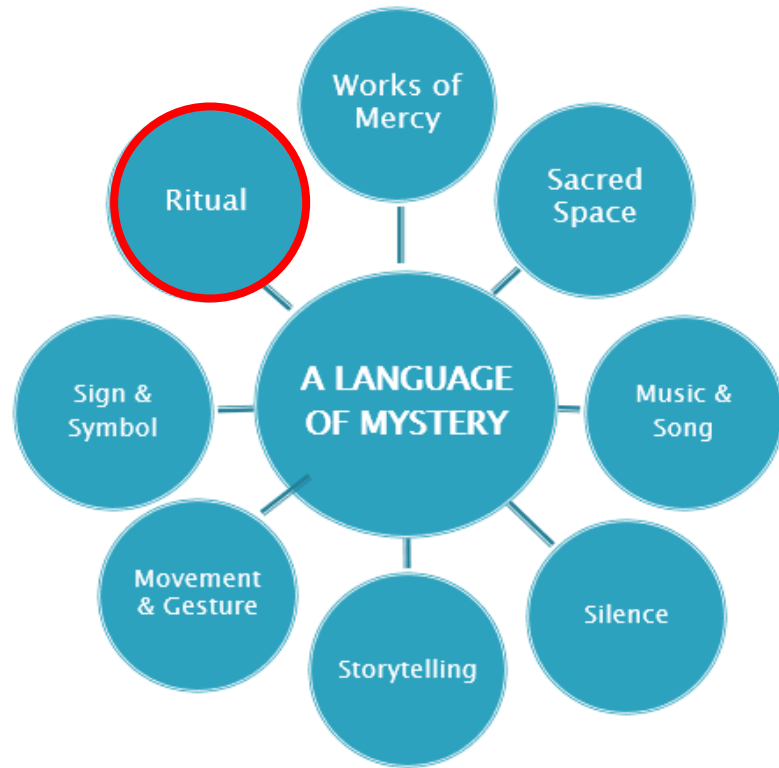 Works of
Mercy
Sacred
Space
Ritual
A LANGUAGE
OF MYSTERY
Sign &
Symbol
Music &
Song
Movement
& Gesture
Silence
Storytelling